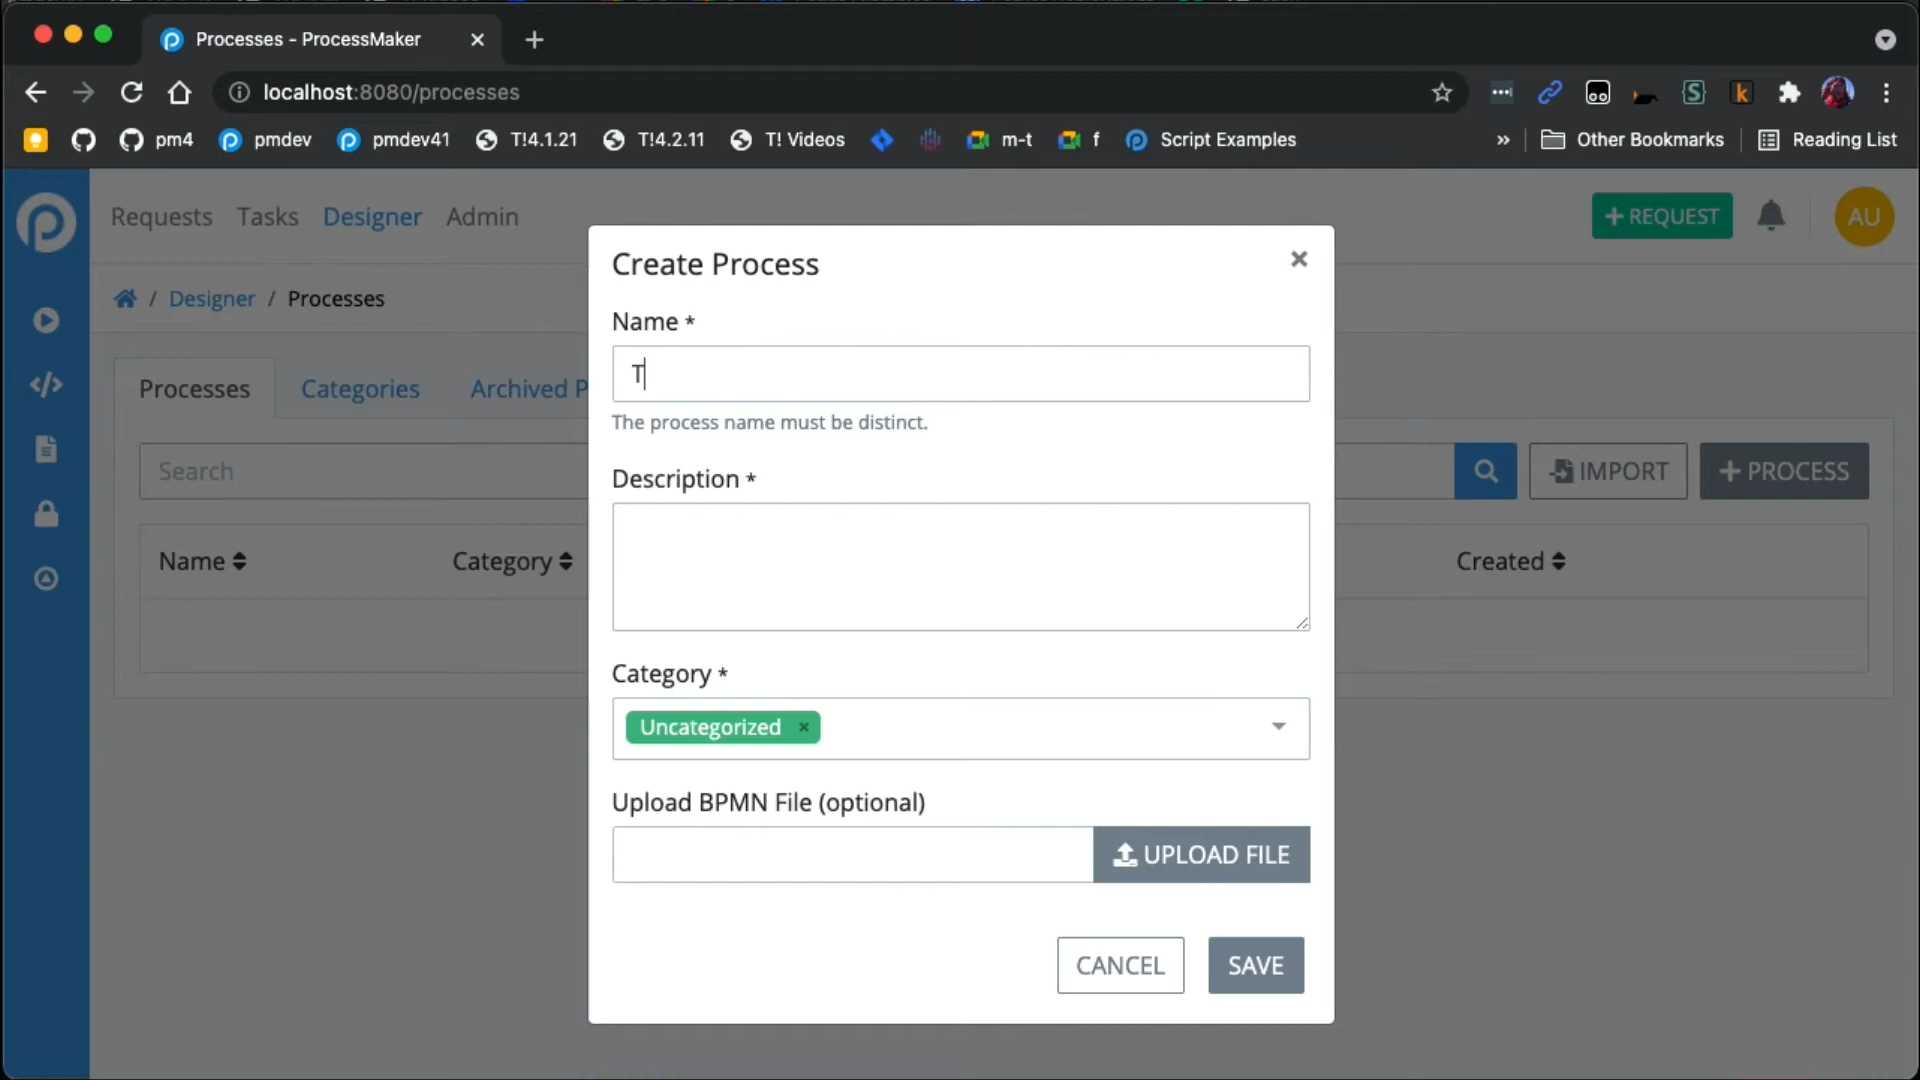 Processes - ProcessMaker
localhost:8080/processes
pm4
pmdev
pmdev41
T!4.1.21
T!4.2.11
T! Videos
m-t
f
Script Examples
»
Other Bookmarks
Reading List
Requests
Tasks
Designer
Admin
+ REQUEST
AU
/ Designer / Processes
Processes
Categories
Archived P
Search
IMPORT
+ PROCESS
Name
Category
Created
Create Process
×
Name *
T
The process name must be distinct.
Description *
Category *
Uncategorized ×
Upload BPMN File (optional)
UPLOAD FILE
CANCEL
SAVE